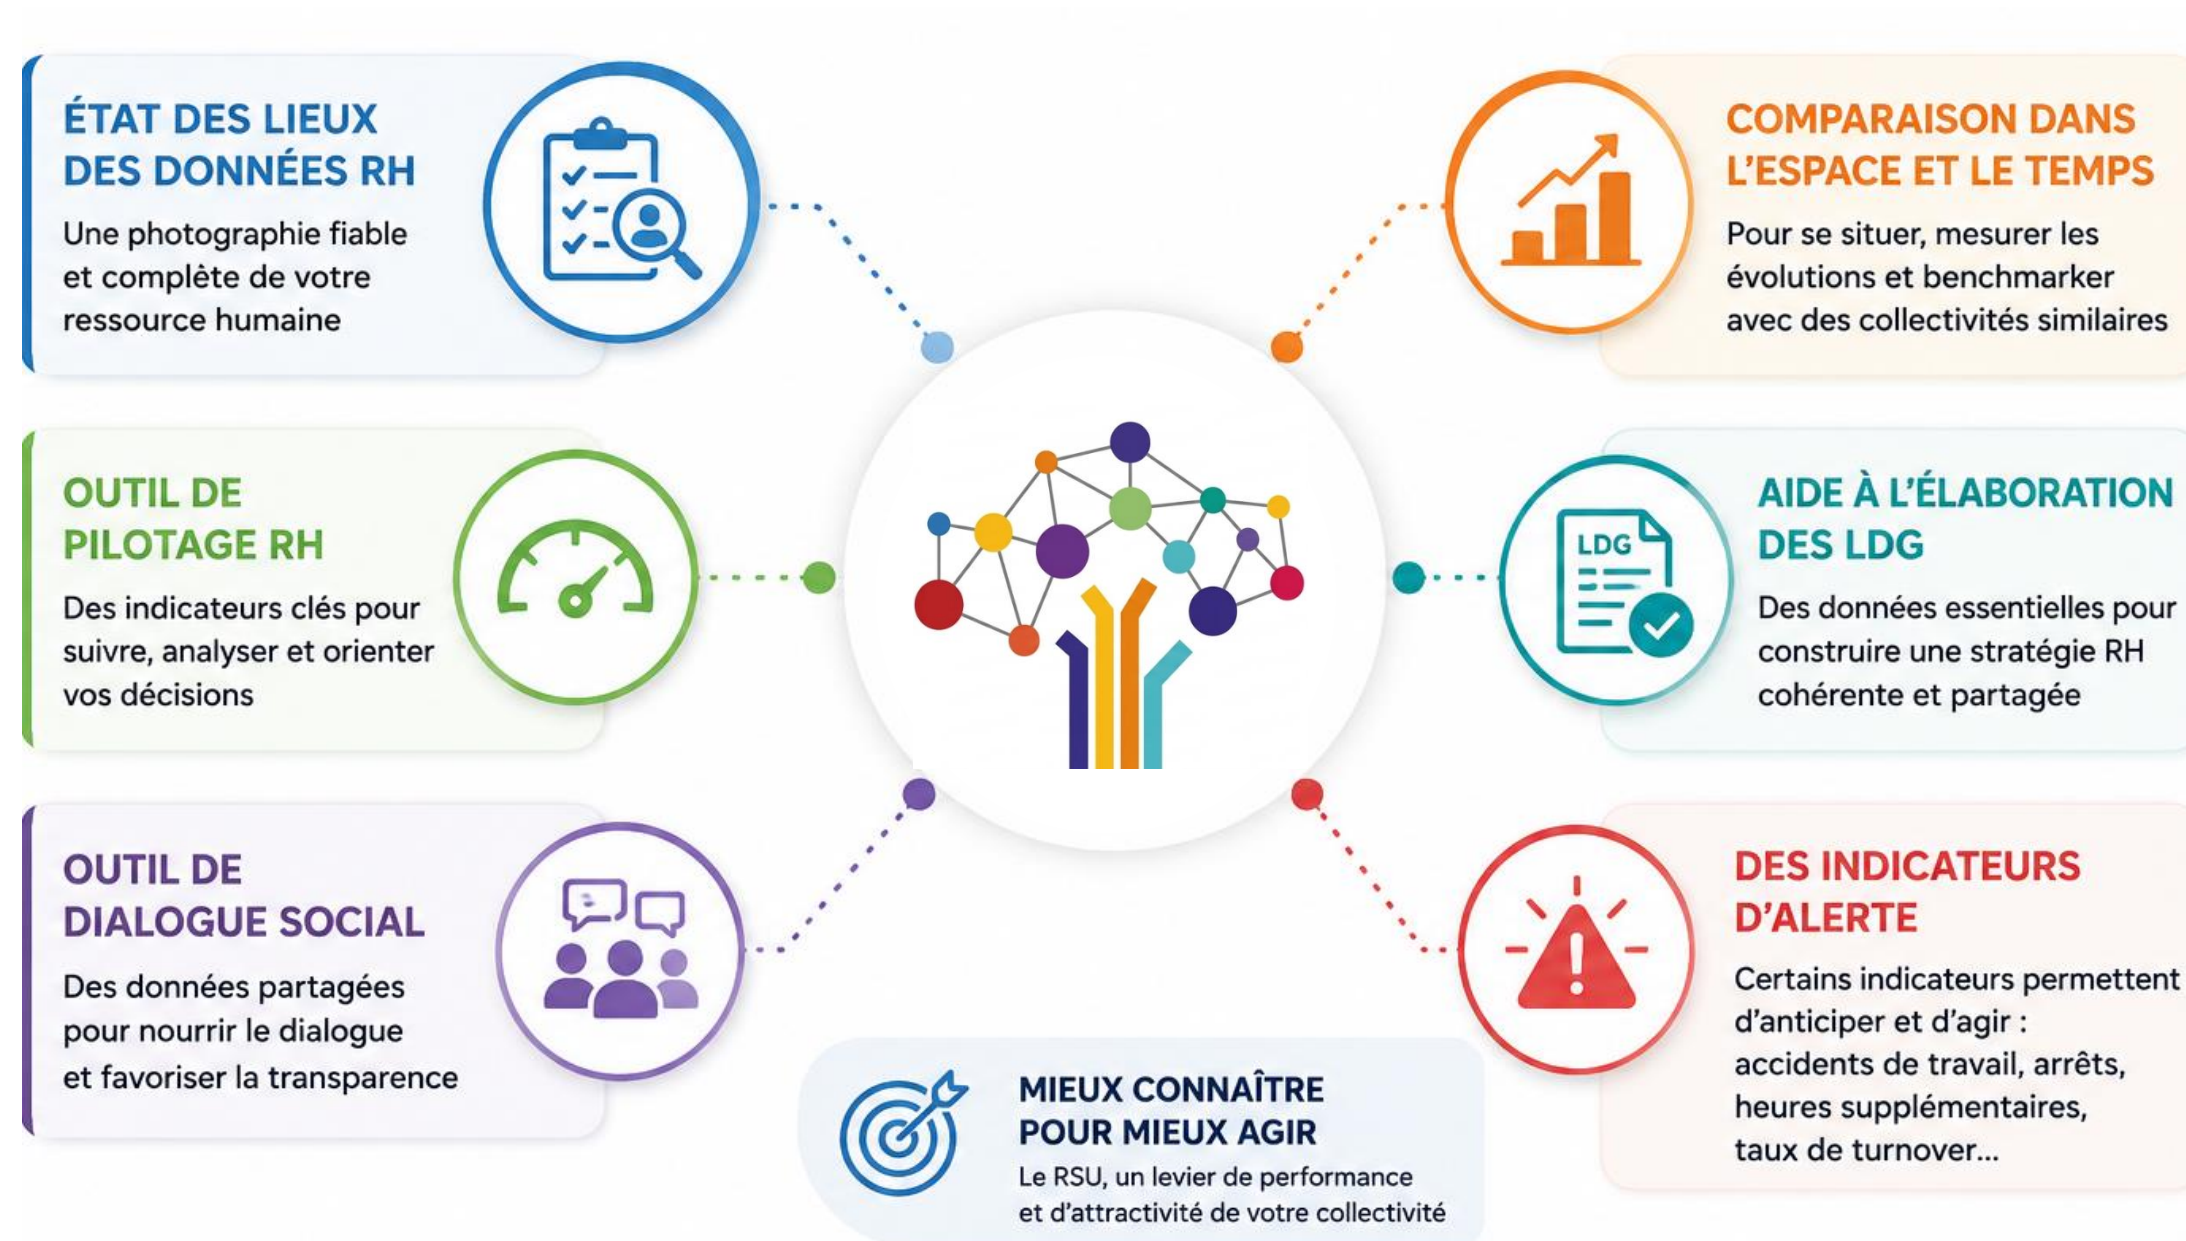 ÉTAT DES LIEUX
DES DONNÉES RH
Une photographie fiable
et complète de votre
ressource humaine
OUTIL DE
PILOTAGE RH
Des indicateurs clés pour
suivre, analyser et orienter
vos décisions
OUTIL DE
DIALOGUE SOCIAL
Des données partagées
pour nourrir le dialogue
et favoriser la transparence
COMPARAISON DANS
L'ESPACE ET LE TEMPS
Pour se situer, mesurer les
évolutions et benchmarker
avec des collectivités similaires
LDG
AIDE À L'ÉLABORATION
DES LDG
Des données essentielles pour
construire une stratégie RH
cohérente et partagée
DES INDICATEURS
D'ALERTE
Certains indicateurs permettent
d'anticiper et d'agir :
accidents de travail, arrêts,
heures supplémentaires,
taux de turnover...
MIEUX CONNAÎTRE
POUR MIEUX AGIR
Le RSU, un levier de performance
et d'attractivité de votre collectivité